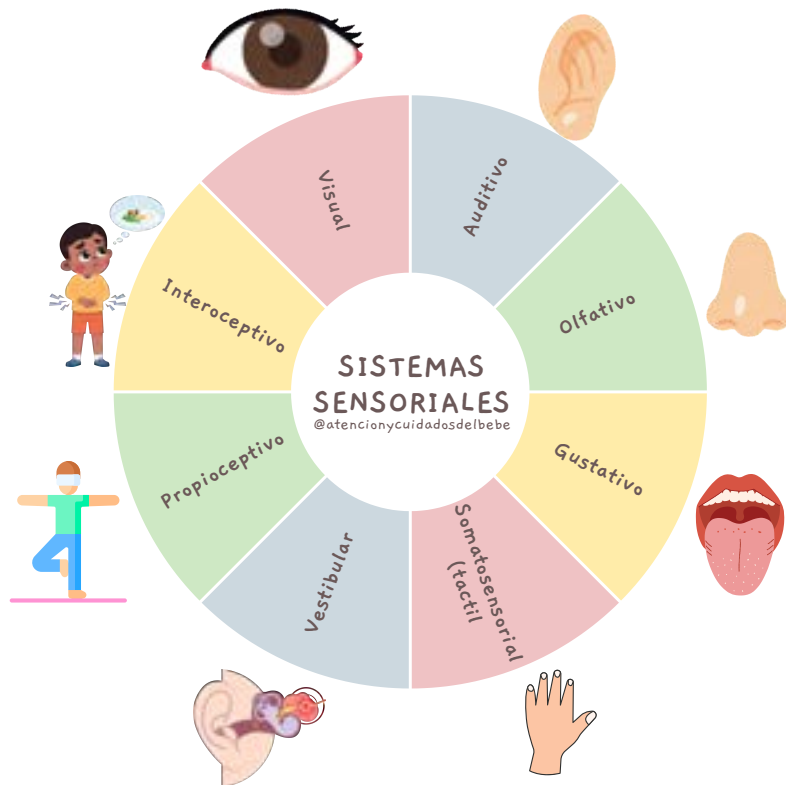 SISTEMAS
SENSORIALES
@atencionycuidadosdelbebe
Visual
Auditivo
Olfativo
Gustativo
Somatosensorial
(tactil
Vestibular
Propioceptivo
Interoceptivo